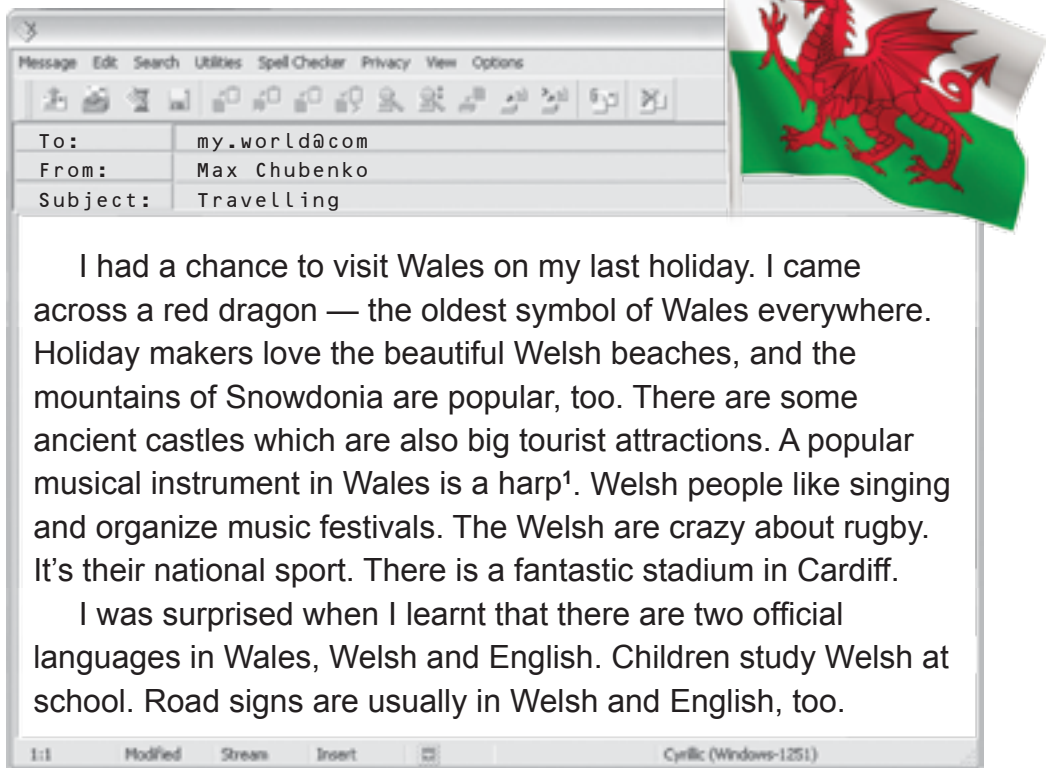 Message Edit Search Utilities Spell Checker Privacy View Options
To: my.world@com
From: Max Chubenko
Subject: Travelling
I had a chance to visit Wales on my last holiday. I came
across a red dragon — the oldest symbol of Wales everywhere.
Holiday makers love the beautiful Welsh beaches, and the
mountains of Snowdonia are popular, too. There are some
ancient castles which are also big tourist attractions. A popular
musical instrument in Wales is a harp¹. Welsh people like singing
and organize music festivals. The Welsh are crazy about rugby.
It’s their national sport. There is a fantastic stadium in Cardiff.
I was surprised when I learnt that there are two official
languages in Wales, Welsh and English. Children study Welsh at
school. Road signs are usually in Welsh and English, too.
1:1 Modified Stream Insert Cyrillic (Windows-1251)